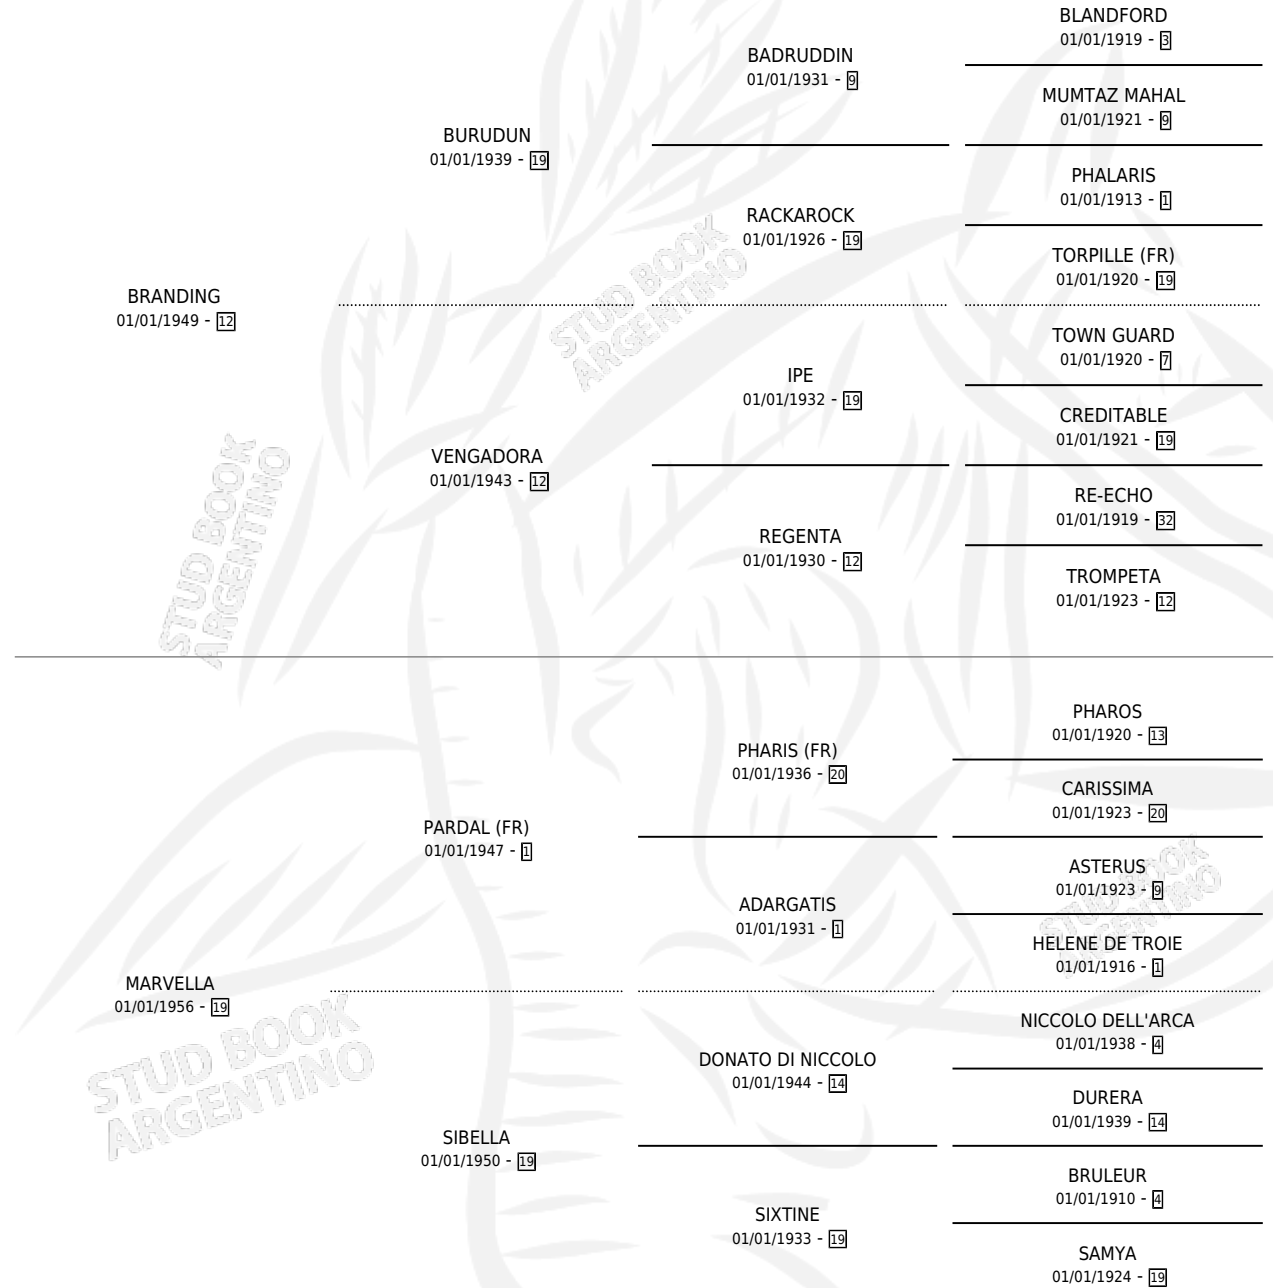 BLANDFORD
01/01/1919 - 3
BADRUDDIN
01/01/1931 - 9
MUMTAZ MAHAL
01/01/1921 - 9
BURUDUN
01/01/1939 - 19
PHALARIS
01/01/1913 - 1
RACKAROCK
01/01/1926 - 19
TORPILLE (FR)
01/01/1920 - 19
BRANDING
01/01/1949 - 12
TOWN GUARD
01/01/1920 - 7
IPE
01/01/1932 - 19
CREDITABLE
01/01/1921 - 19
VENGADORA
01/01/1943 - 12
RE-ECHO
01/01/1919 - 32
REGENTA
01/01/1930 - 12
TROMPETA
01/01/1923 - 12
PHAROS
01/01/1920 - 13
PHARIS (FR)
01/01/1936 - 20
CARISSIMA
01/01/1923 - 20
PARDAL (FR)
01/01/1947 - 1
ASTERUS
01/01/1923 - 9
ADARGATIS
01/01/1931 - 1
HELENE DE TROIE
01/01/1916 - 1
MARVELLA
01/01/1956 - 19
NICCOLO DELL'ARCA
01/01/1938 - 4
DONATO DI NICCOLO
01/01/1944 - 14
DURERA
01/01/1939 - 14
SIBELLA
01/01/1950 - 19
BRULEUR
01/01/1910 - 4
SIXTINE
01/01/1933 - 19
SAMYA
01/01/1924 - 19
STUD BOOK
ARGENTINO
STUD BOOK
ARGENTINO
STUD BOOK
ARGENTINO
STUD BOOK
ARGENTINO